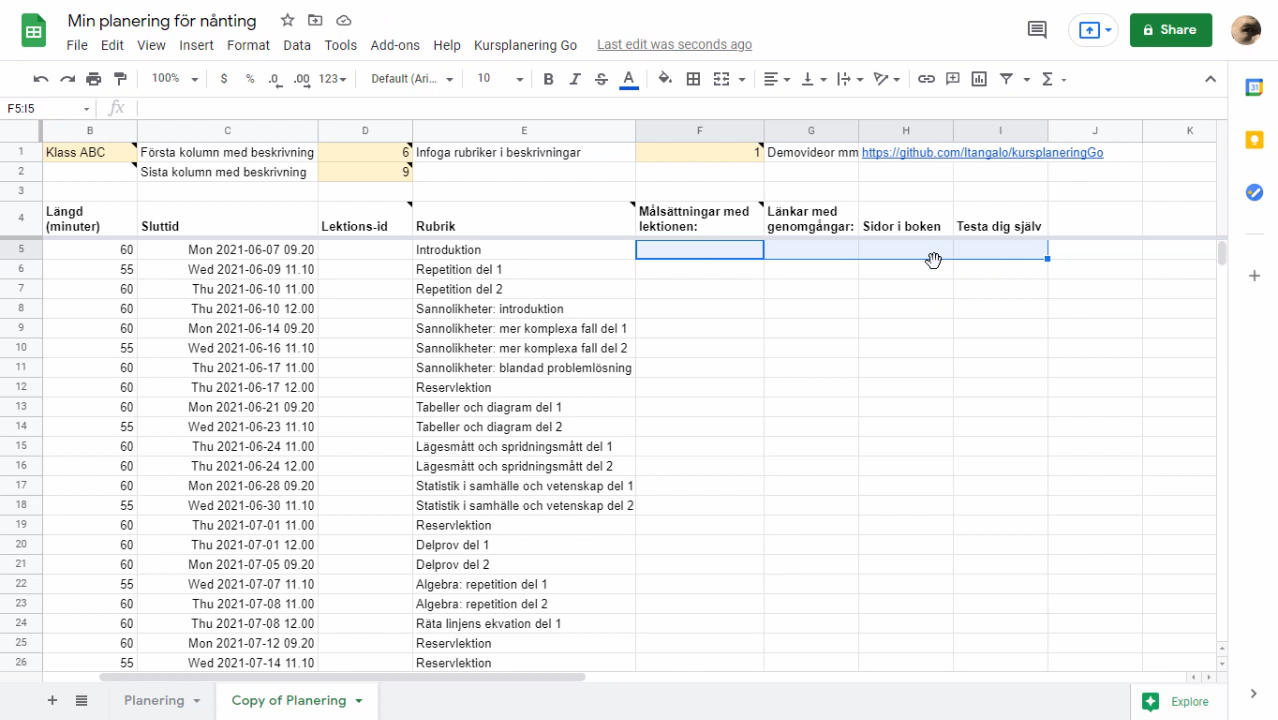 Min planering för nånting
File Edit View Insert Format Data Tools Add-ons Help Kursplanering Go Last edit was seconds ago
Share
100% $ % .0 .00 123 Default (Ari... 10 B I S A Σ
31
F5:I5 fx
B C D E F G H I J K
1 Klass ABC Första kolumn med beskrivning 6 Infoga rubriker i beskrivningar 1 Demovideor mm https://github.com/Itangalo/kursplaneringGo
2 Sista kolumn med beskrivning 9
3
4 Längd (minuter) Sluttid Lektions-id Rubrik Målsättningar med lektionen: Länkar med genomgångar: Sidor i boken Testa dig själv
5 60 Mon 2021-06-07 09.20 Introduktion
6 55 Wed 2021-06-09 11.10 Repetition del 1
7 60 Thu 2021-06-10 11.00 Repetition del 2
8 60 Thu 2021-06-10 12.00 Sannolikheter: introduktion
9 60 Mon 2021-06-14 09.20 Sannolikheter: mer komplexa fall del 1
10 55 Wed 2021-06-16 11.10 Sannolikheter: mer komplexa fall del 2
11 60 Thu 2021-06-17 11.00 Sannolikheter: blandad problemlösning
12 60 Thu 2021-06-17 12.00 Reservlektion
13 60 Mon 2021-06-21 09.20 Tabeller och diagram del 1
14 55 Wed 2021-06-23 11.10 Tabeller och diagram del 2
15 60 Thu 2021-06-24 11.00 Lägesmått och spridningsmått del 1
16 60 Thu 2021-06-24 12.00 Lägesmått och spridningsmått del 2
17 60 Mon 2021-06-28 09.20 Statistik i samhälle och vetenskap del 1
18 55 Wed 2021-06-30 11.10 Statistik i samhälle och vetenskap del 2
19 60 Thu 2021-07-01 11.00 Reservlektion
20 60 Thu 2021-07-01 12.00 Delprov del 1
21 60 Mon 2021-07-05 09.20 Delprov del 2
22 55 Wed 2021-07-07 11.10 Algebra: repetition del 1
23 60 Thu 2021-07-08 11.00 Algebra: repetition del 2
24 60 Thu 2021-07-08 12.00 Räta linjens ekvation del 1
25 60 Mon 2021-07-12 09.20 Reservlektion
26 55 Wed 2021-07-14 11.10 Reservlektion
Planering Copy of Planering Explore